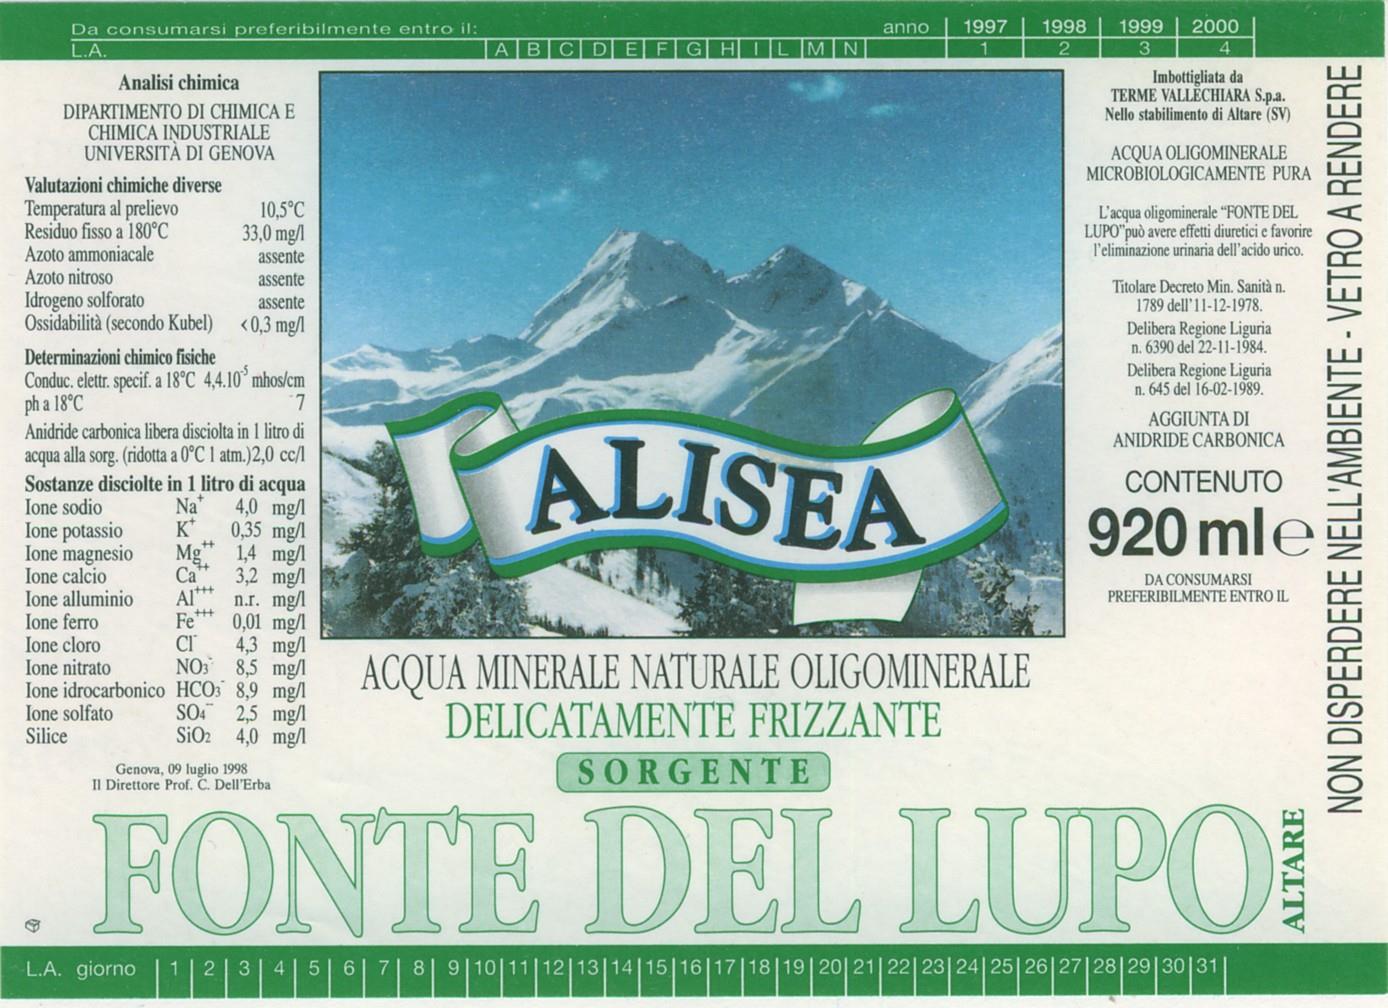 Da consumarsi preferibilmente entro il:
anno 1997 1998 1999 2000
L.A. A B C D E F G H I L M N 1 2 3 4
Analisi chimica
DIPARTIMENTO DI CHIMICA E
CHIMICA INDUSTRIALE
UNIVERSITÀ DI GENOVA
Valutazioni chimiche diverse
Temperatura al prelievo 10,5°C
Residuo fisso a 180°C 33,0 mg/l
Azoto ammoniacale assente
Azoto nitroso assente
Idrogeno solforato assente
Ossidabilità (secondo Kubel) <0,3 mg/l
Determinazioni chimico fisiche
Conduc. elettr. specif. a 18°C 4,4.10⁻⁵ mhos/cm
ph a 18°C 7
Anidride carbonica libera disciolta in 1 litro di
acqua alla sorg. (ridotta a 0°C 1 atm.) 2,0 cc/l
Sostanze disciolte in 1 litro di acqua
Ione sodio Na⁺ 4,0 mg/l
Ione potassio K⁺ 0,35 mg/l
Ione magnesio Mg⁺⁺ 1,4 mg/l
Ione calcio Ca⁺⁺ 3,2 mg/l
Ione alluminio Al⁺⁺⁺ n.r. mg/l
Ione ferro Fe⁺⁺⁺ 0,01 mg/l
Ione cloro Cl⁻ 4,3 mg/l
Ione nitrato NO₃⁻ 8,5 mg/l
Ione idrocarbonico HCO₃⁻ 8,9 mg/l
Ione solfato SO₄⁻⁻ 2,5 mg/l
Silice SiO₂ 4,0 mg/l
Genova, 09 luglio 1998
Il Direttore Prof. C. Dell'Erba
ALISEA
ACQUA MINERALE NATURALE OLIGOMINERALE
DELICATAMENTE FRIZZANTE
SORGENTE
FONTE DEL LUPO
ALTARE
Imbottigliata da
TERME VALLECHIARA S.p.a.
Nello stabilimento di Altare (SV)
ACQUA OLIGOMINERALE
MICROBIOLOGICAMENTE PURA
L'acqua oligominerale "FONTE DEL
LUPO"può avere effetti diuretici e favorire
l'eliminazione urinaria dell'acido urico.
Titolare Decreto Min. Sanità n.
1789 dell'11-12-1978.
Delibera Regione Liguria
n. 6390 del 22-11-1984.
Delibera Regione Liguria
n. 645 del 16-02-1989.
AGGIUNTA DI
ANIDRIDE CARBONICA
CONTENUTO
920 ml ℮
DA CONSUMARSI
PREFERIBILMENTE ENTRO IL
NON DISPERDERE NELL'AMBIENTE - VETRO A RENDERE
L.A. giorno 1 2 3 4 5 6 7 8 9 10 11 12 13 14 15 16 17 18 19 20 21 22 23 24 25 26 27 28 29 30 31